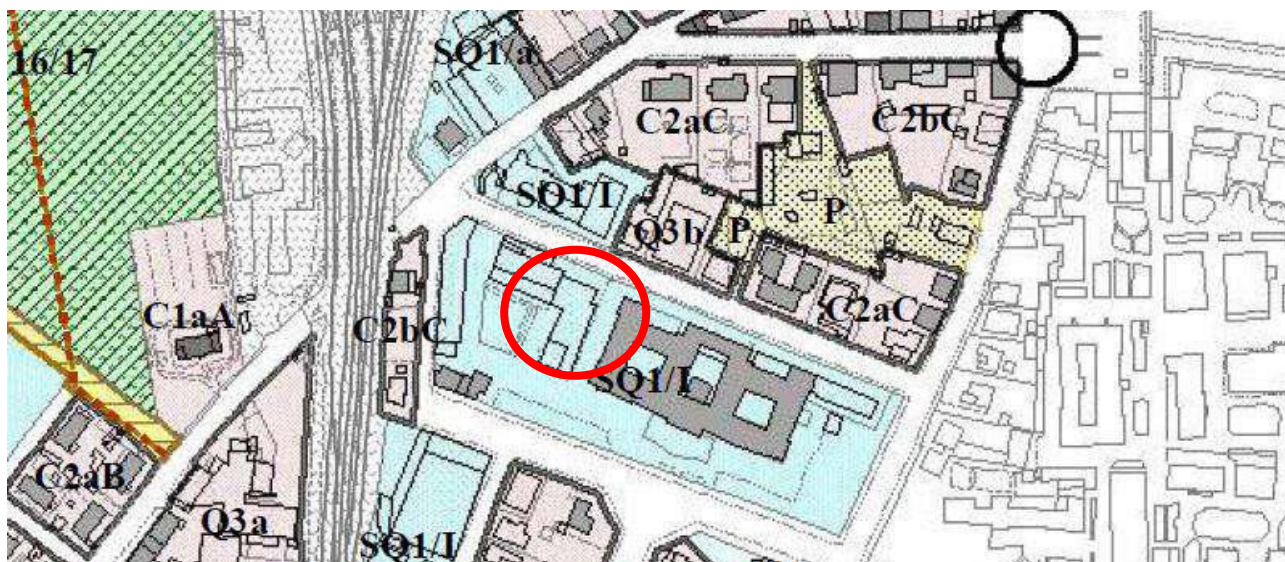 SQ1/a
16/17
C2aC
C2bC
SQ1/I
Q3b
P
P
C1aA
C2bC
C2aC
SQ1/I
C2aB
Q3a
SQ1/I